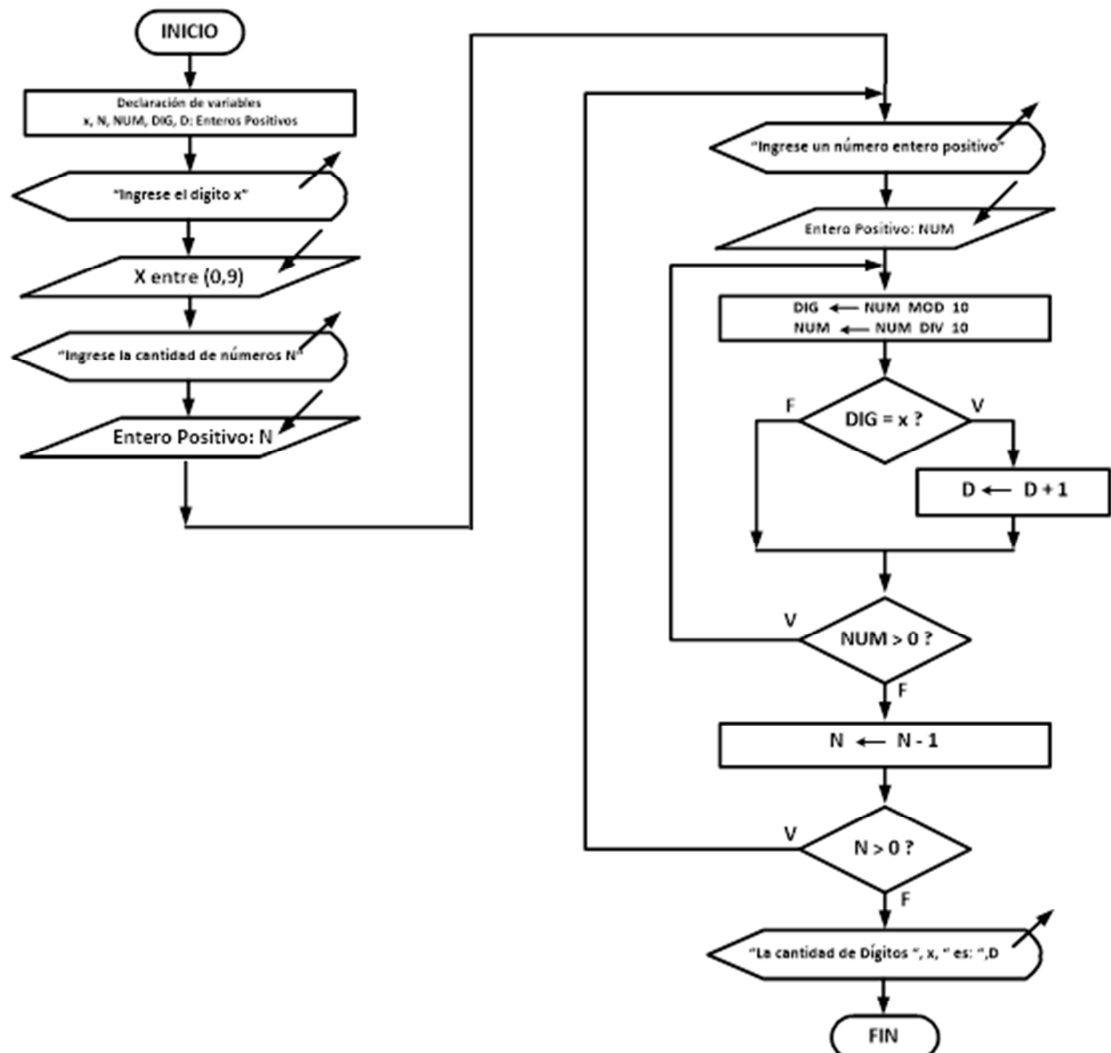 INICIO
Declaración de variables
x, N, NUM, DIG, D: Enteros Positivos
"Ingrese el digito x"
X entre (0,9)
"Ingrese la cantidad de números N"
Entero Positivo: N
"Ingrese un número entero positivo"
Entero Positivo: NUM
DIG ← NUM MOD 10
NUM ← NUM DIV 10
F
DIG = x ?
V
D ← D + 1
V
NUM > 0 ?
F
N ← N - 1
V
N > 0 ?
F
"La cantidad de Dígitos ", x, " es: ",D
FIN